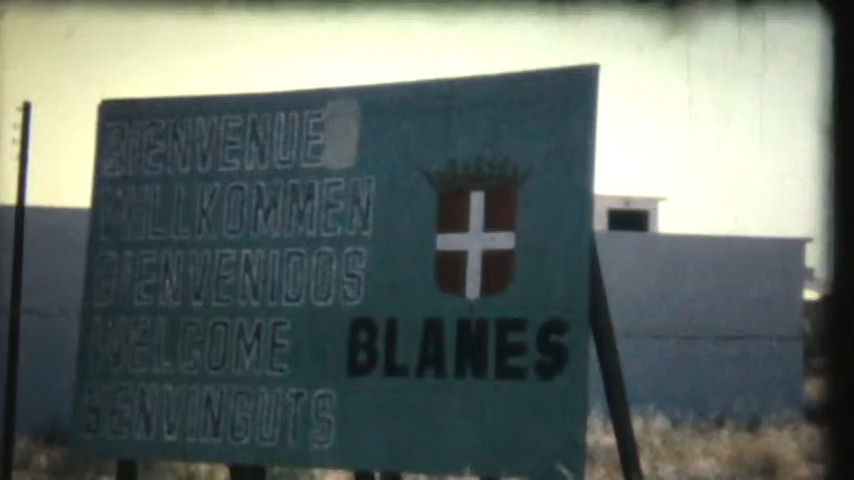 BIENVENUE
WILLKOMMEN
BIENVENIDOS
WELCOME
BENVINGUTS
BLANES